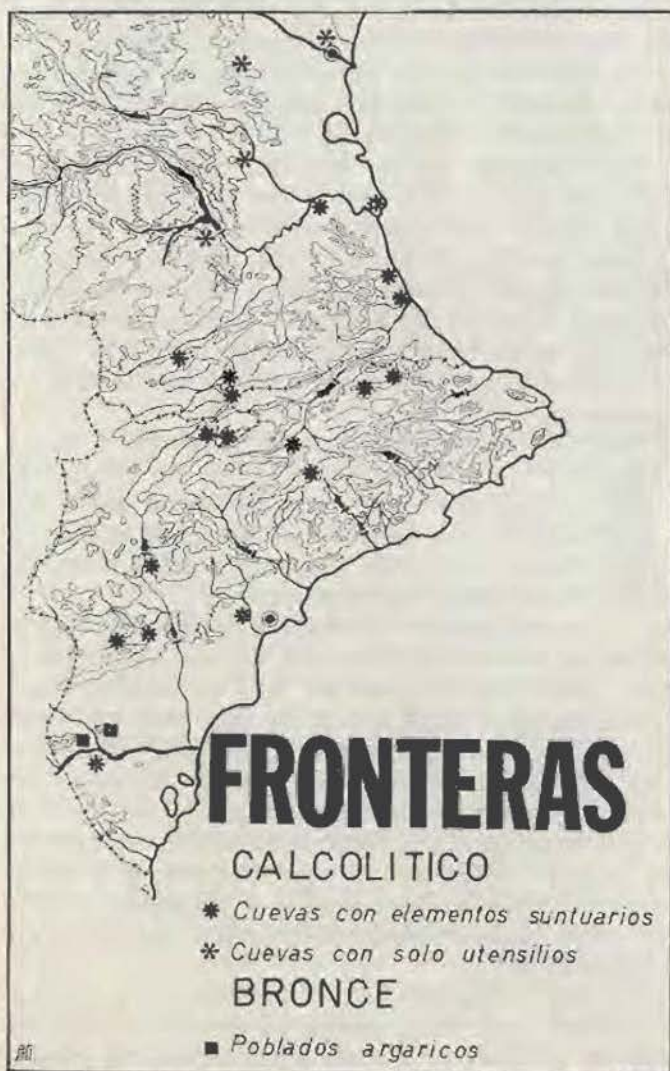 FRONTERAS
CALCOLITICO
Cuevas con elementos suntuarios
Cuevas con solo utensilios
BRONCE
Poblados argaricos